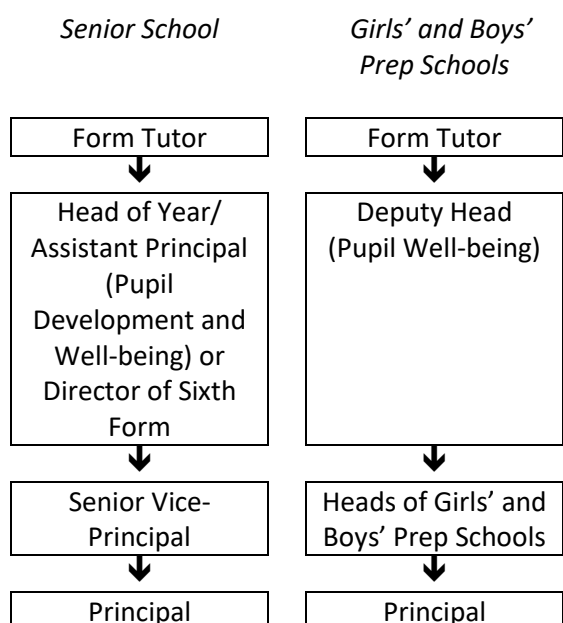 Senior School
Girls’ and Boys’
Prep Schools
Form Tutor
Form Tutor
Head of Year/
Assistant Principal
(Pupil
Development and
Well-being) or
Director of Sixth
Form
Deputy Head
(Pupil Well-being)
Senior Vice-
Principal
Heads of Girls’ and
Boys’ Prep Schools
Principal
Principal